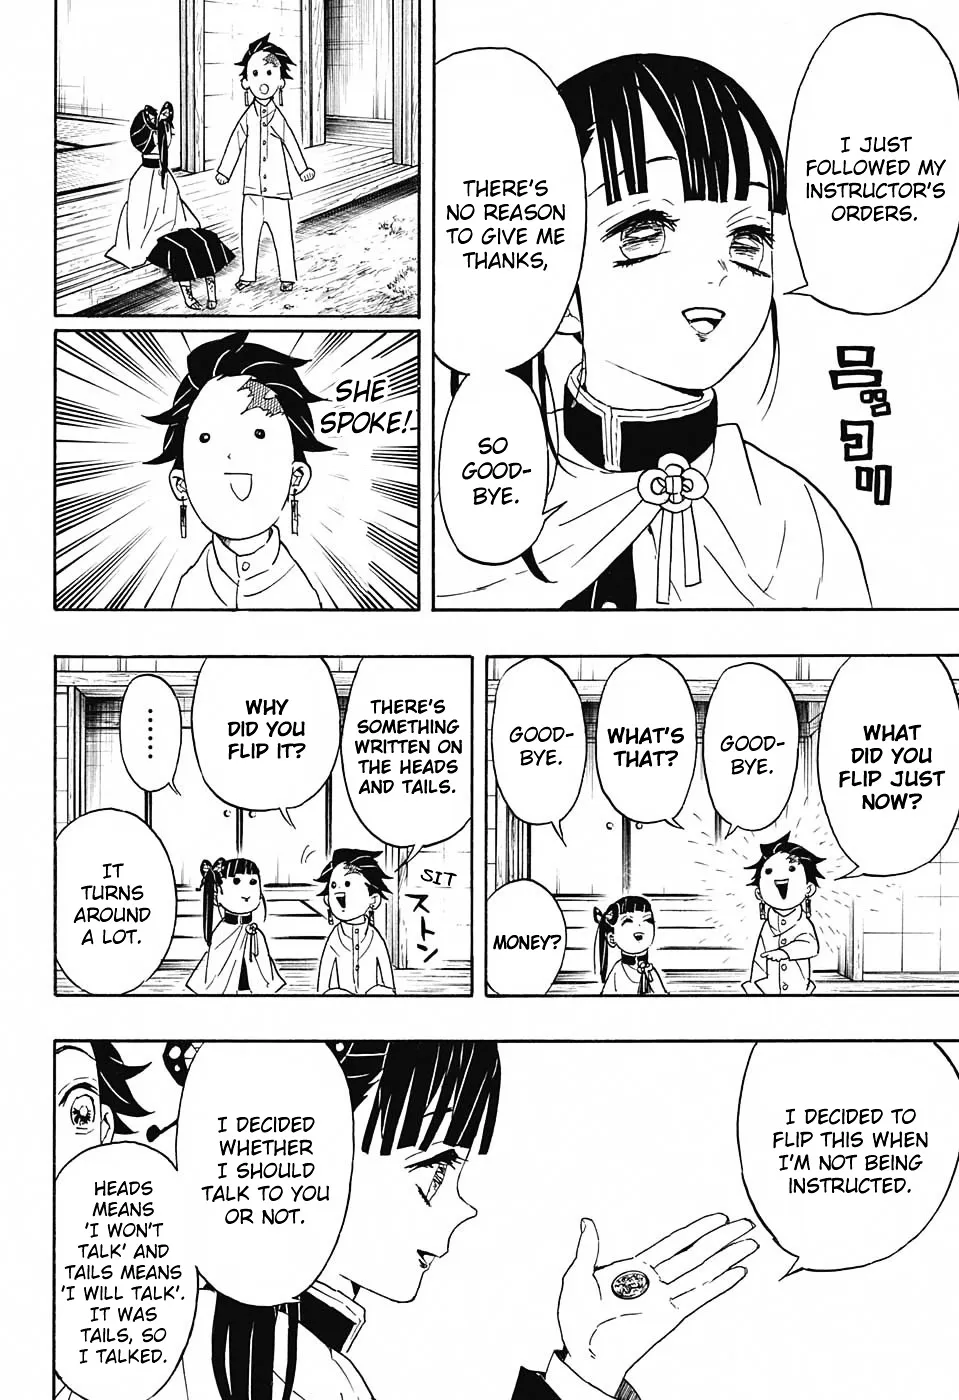 I JUST
FOLLOWED MY
INSTRUCTOR'S
ORDERS.
THERE'S
NO REASON
TO GIVE ME
THANKS,
SO
GOOD-
BYE.
SHE
SPOKE!
WHAT
DID YOU
FLIP JUST
NOW?
GOOD-
BYE.
WHAT'S
THAT?
GOOD-
BYE.
MONEY?
THERE'S
SOMETHING
WRITTEN ON
THE HEADS
AND TAILS.
SIT
ストン
WHY
DID YOU
FLIP IT?
......
IT
TURNS
AROUND
A LOT.
I DECIDED TO
FLIP THIS WHEN
I'M NOT BEING
INSTRUCTED.
I DECIDED
WHETHER
I SHOULD
TALK TO YOU
OR NOT.
HEADS
MEANS
'I WON'T
TALK' AND
TAILS MEANS
'I WILL TALK'.
IT WAS
TAILS, SO
I TALKED.